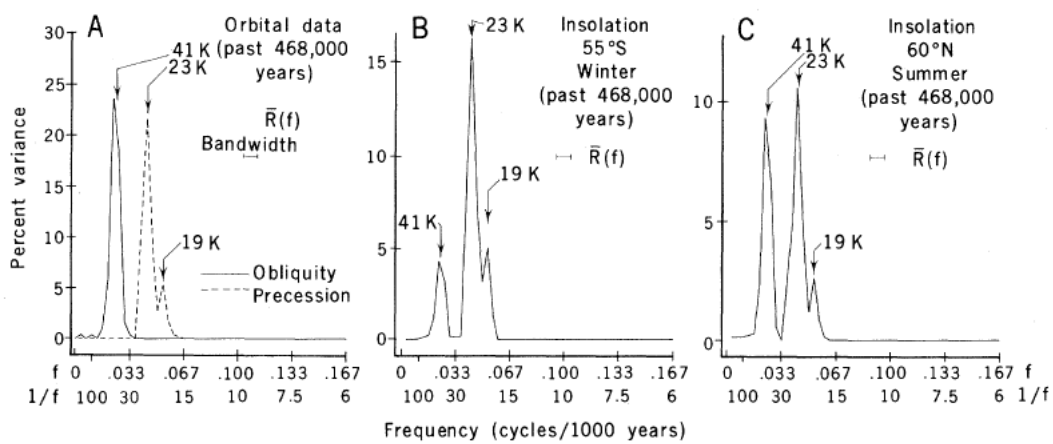 A
Orbital data
(past 468,000
years)
41 K
23 K
R̄(f)
Bandwidth
19 K
Obliquity
Precession
Percent variance
30
25
20
15
10
5
0
0 .033 .067 .100 .133 .167
f
1/f
100 30 15 10 7.5 6
B
23 K
Insolation
55°S
Winter
(past 468,000
years)
R̄(f)
19 K
41 K
15
10
5
0
0 .033 .067 .100 .133 .167
100 30 15 10 7.5 6
C
41 K
23 K
Insolation
60°N
Summer
(past 468,000
years)
R̄(f)
19 K
10
5
0
0 .033 .067 .100 .133 .167 f
100 30 15 10 7.5 6 1/f
Frequency (cycles/1000 years)